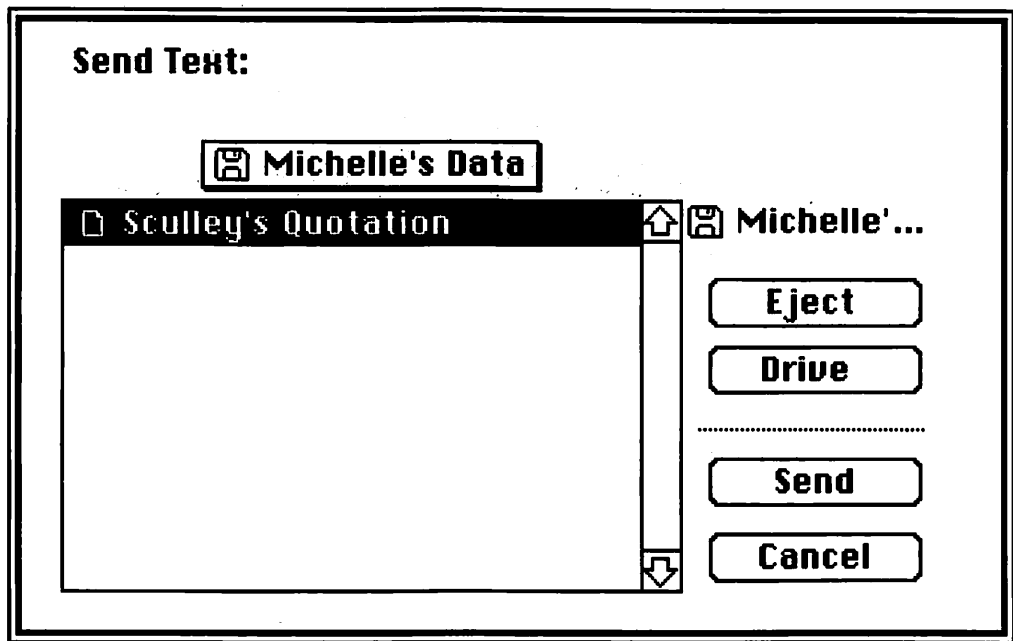 Send Text:
Michelle's Data
Sculley's Quotation
Michelle'...
Eject
Drive
Send
Cancel